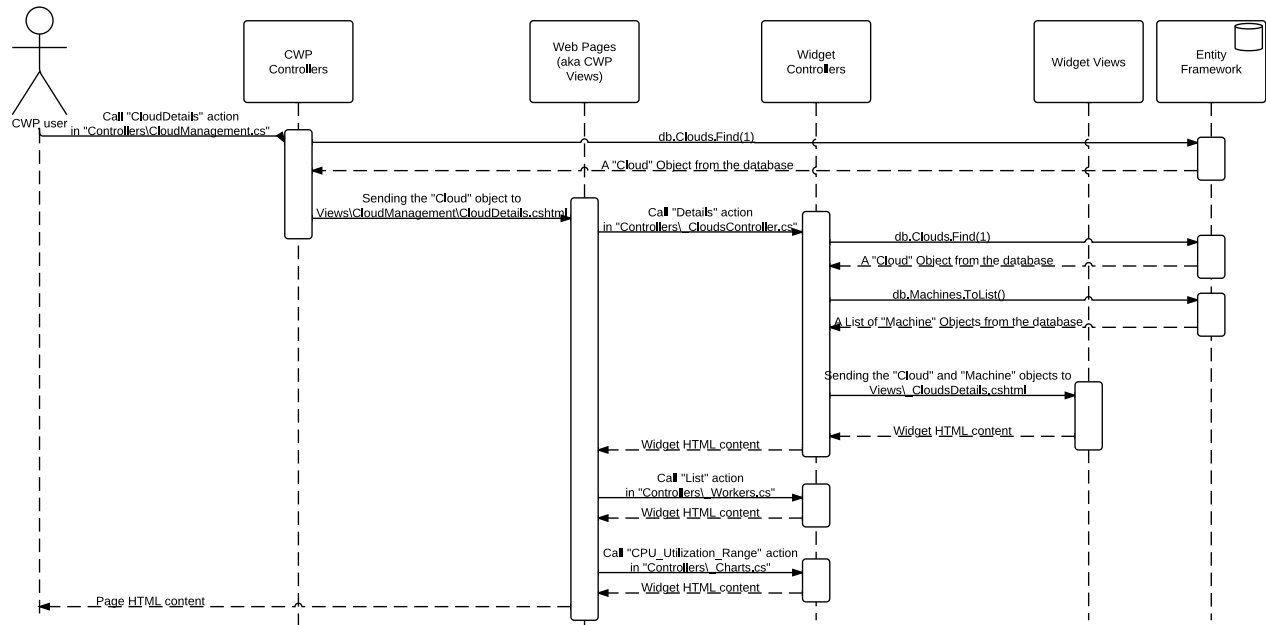 CWP
Controllers
Web Pages
(aka CWP
Views)
Widget
Controllers
Widget Views
Entity
Framework
CWP user
Call "CloudDetails" action
in "Controllers\CloudManagement.cs"
db.Clouds.Find(1)
A "Cloud" Object from the database
Sending the "Cloud" object to
Views\CloudManagement\CloudDetails.cshtml
Call "Details" action
in "Controllers\_CloudsController.cs"
db.Clouds.Find(1)
A "Cloud" Object from the database
db.Machines.ToList()
A List of "Machine" Objects from the database
Sending the "Cloud" and "Machine" objects to
Views\_CloudsDetails.cshtml
Widget HTML content
Widget HTML content
Call "List" action
in "Controllers\_Workers.cs"
Widget HTML content
Call "CPU_Utilization_Range" action
in "Controllers\_Charts.cs"
Widget HTML content
Page HTML content